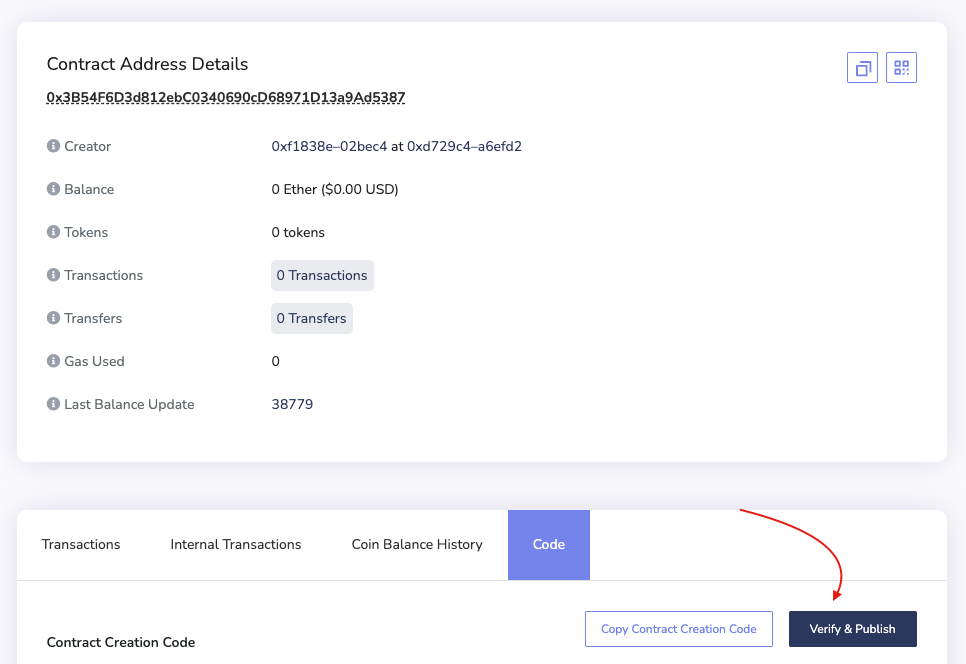 Contract Address Details
0x3B54F6D3d812ebC0340690cD68971D13a9Ad5387
Creator 0xf1838e–02bec4 at 0xd729c4–a6efd2
Balance 0 Ether ($0.00 USD)
Tokens 0 tokens
Transactions 0 Transactions
Transfers 0 Transfers
Gas Used 0
Last Balance Update 38779
Transactions Internal Transactions Coin Balance History Code
Copy Contract Creation Code Verify & Publish
Contract Creation Code